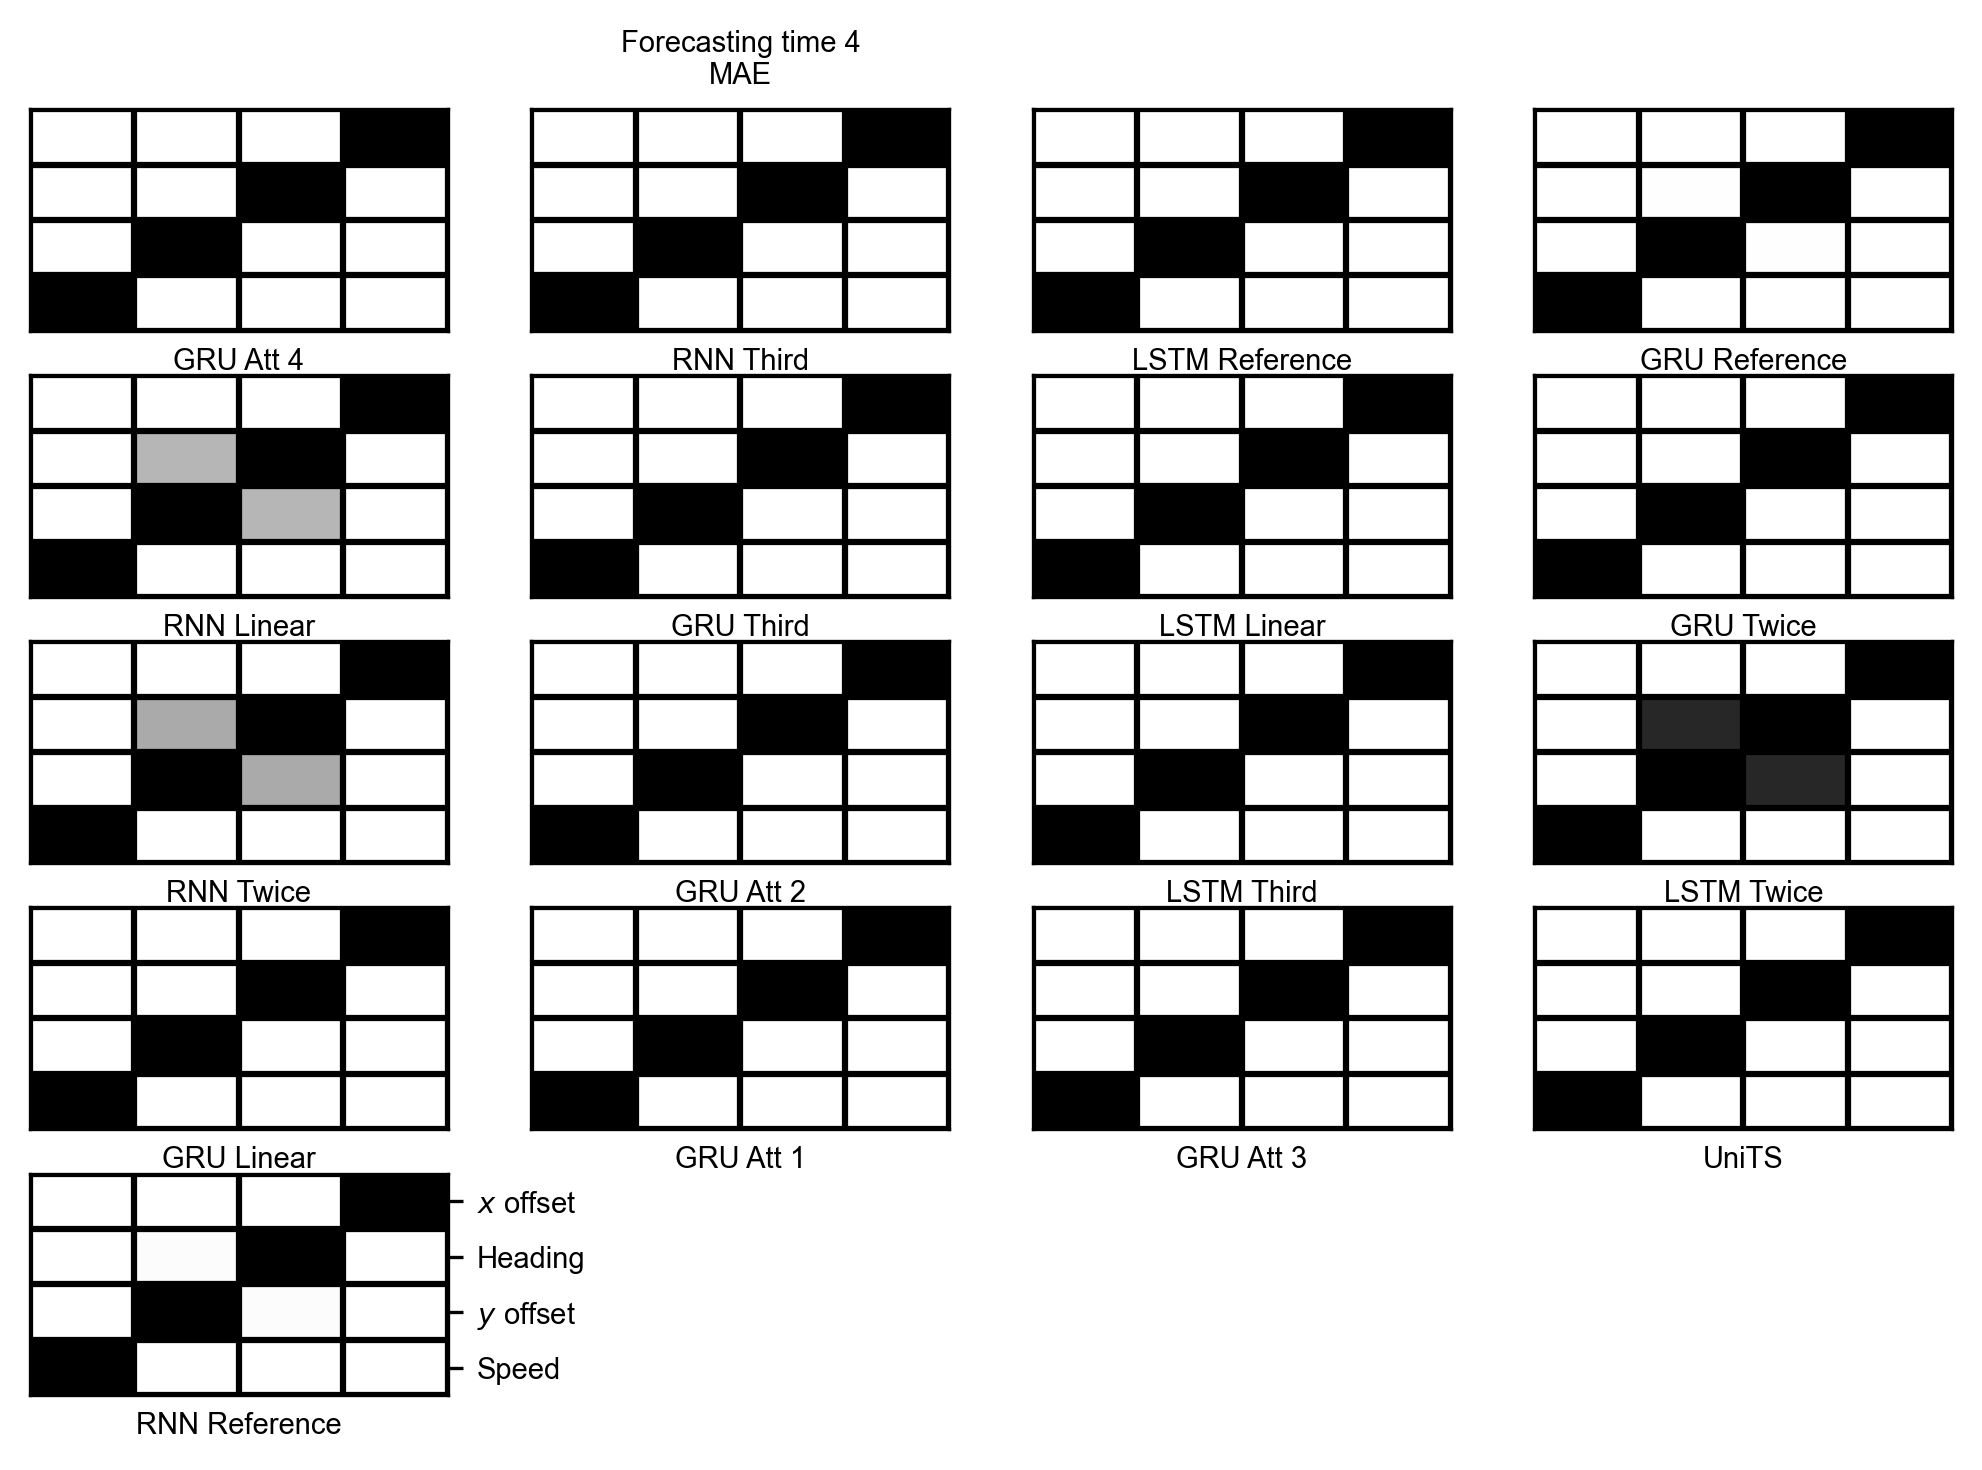 Forecasting time 4
MAE
GRU Att 4
RNN Third
LSTM Reference
GRU Reference
RNN Linear
GRU Third
LSTM Linear
GRU Twice
RNN Twice
GRU Att 2
LSTM Third
LSTM Twice
GRU Linear
GRU Att 1
GRU Att 3
UniTS
x offset
Heading
y offset
Speed
RNN Reference